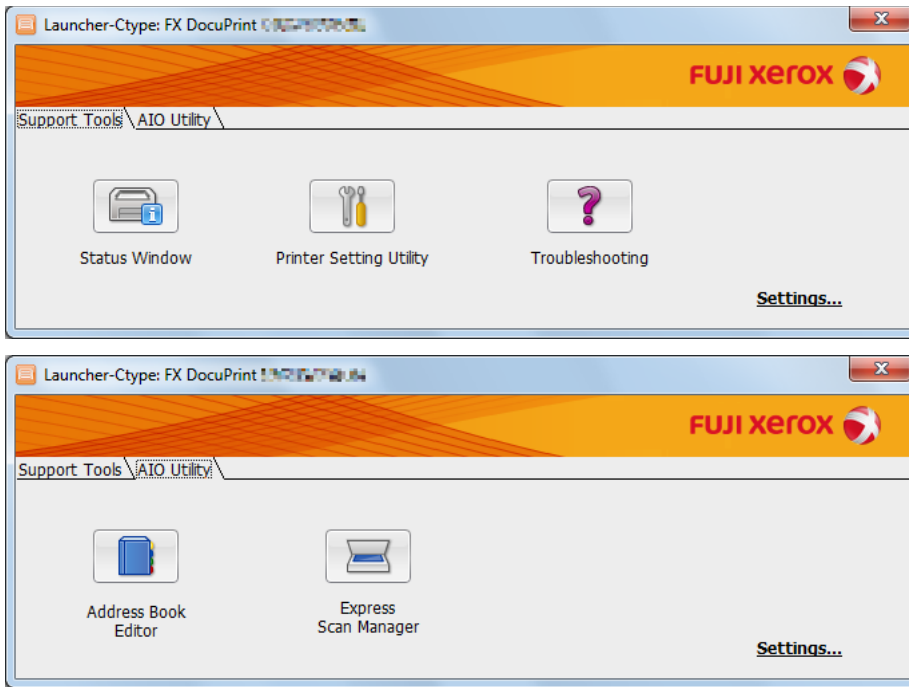 Launcher-Ctype: FX DocuPrint
FUJI xerox
Support Tools AIO Utility
Status Window Printer Setting Utility Troubleshooting
Settings...
Launcher-Ctype: FX DocuPrint
FUJI xerox
Support Tools AIO Utility
Address Book Express
Editor Scan Manager
Settings...